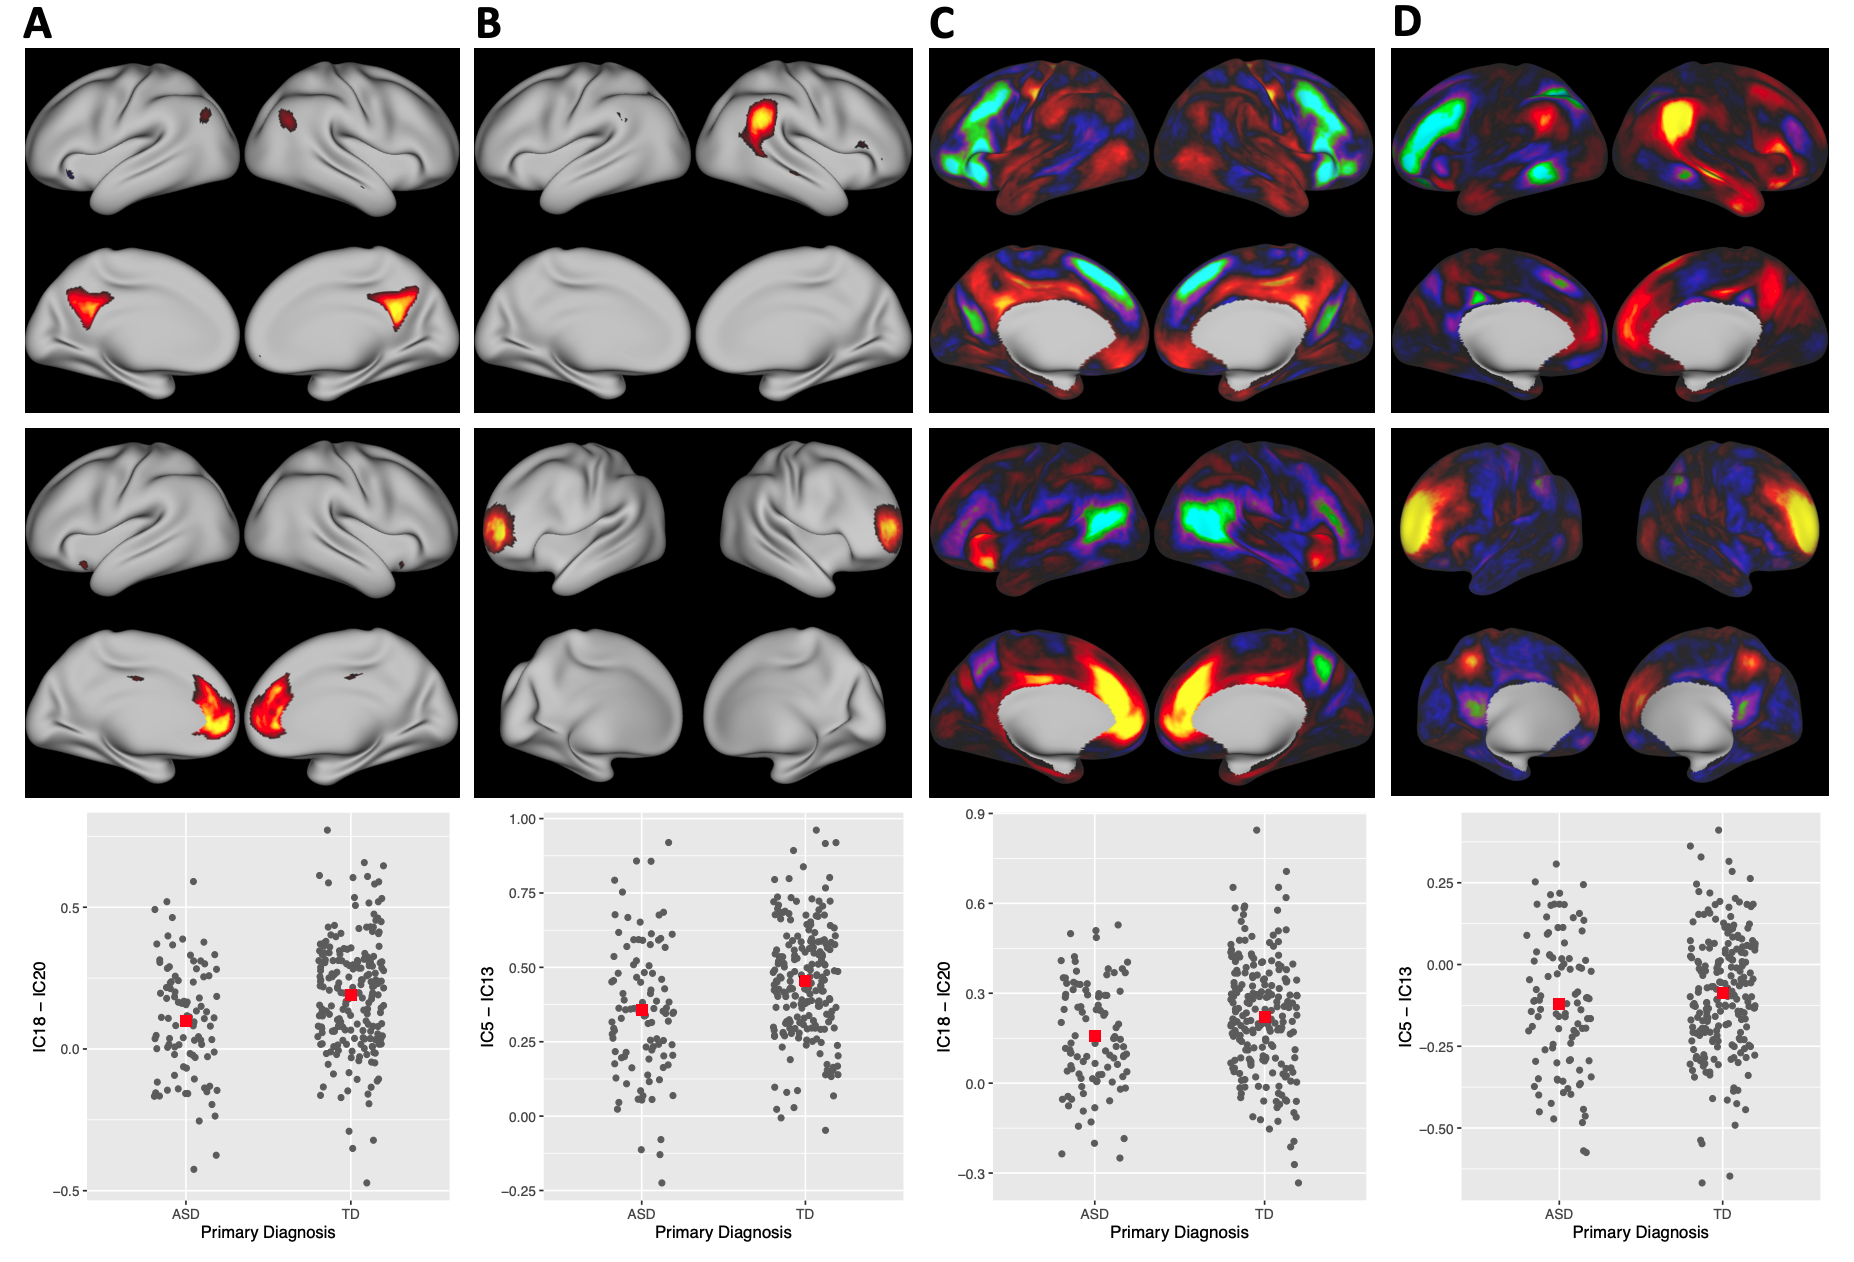 A
B
C
D
IC18 – IC20
0.5
0.0
−0.5
ASD
TD
Primary Diagnosis
IC5 – IC13
1.00
0.75
0.50
0.25
0.00
−0.25
ASD
TD
Primary Diagnosis
IC18 – IC20
0.9
0.6
0.3
0.0
−0.3
ASD
TD
Primary Diagnosis
IC5 – IC13
0.25
0.00
−0.25
−0.50
ASD
TD
Primary Diagnosis